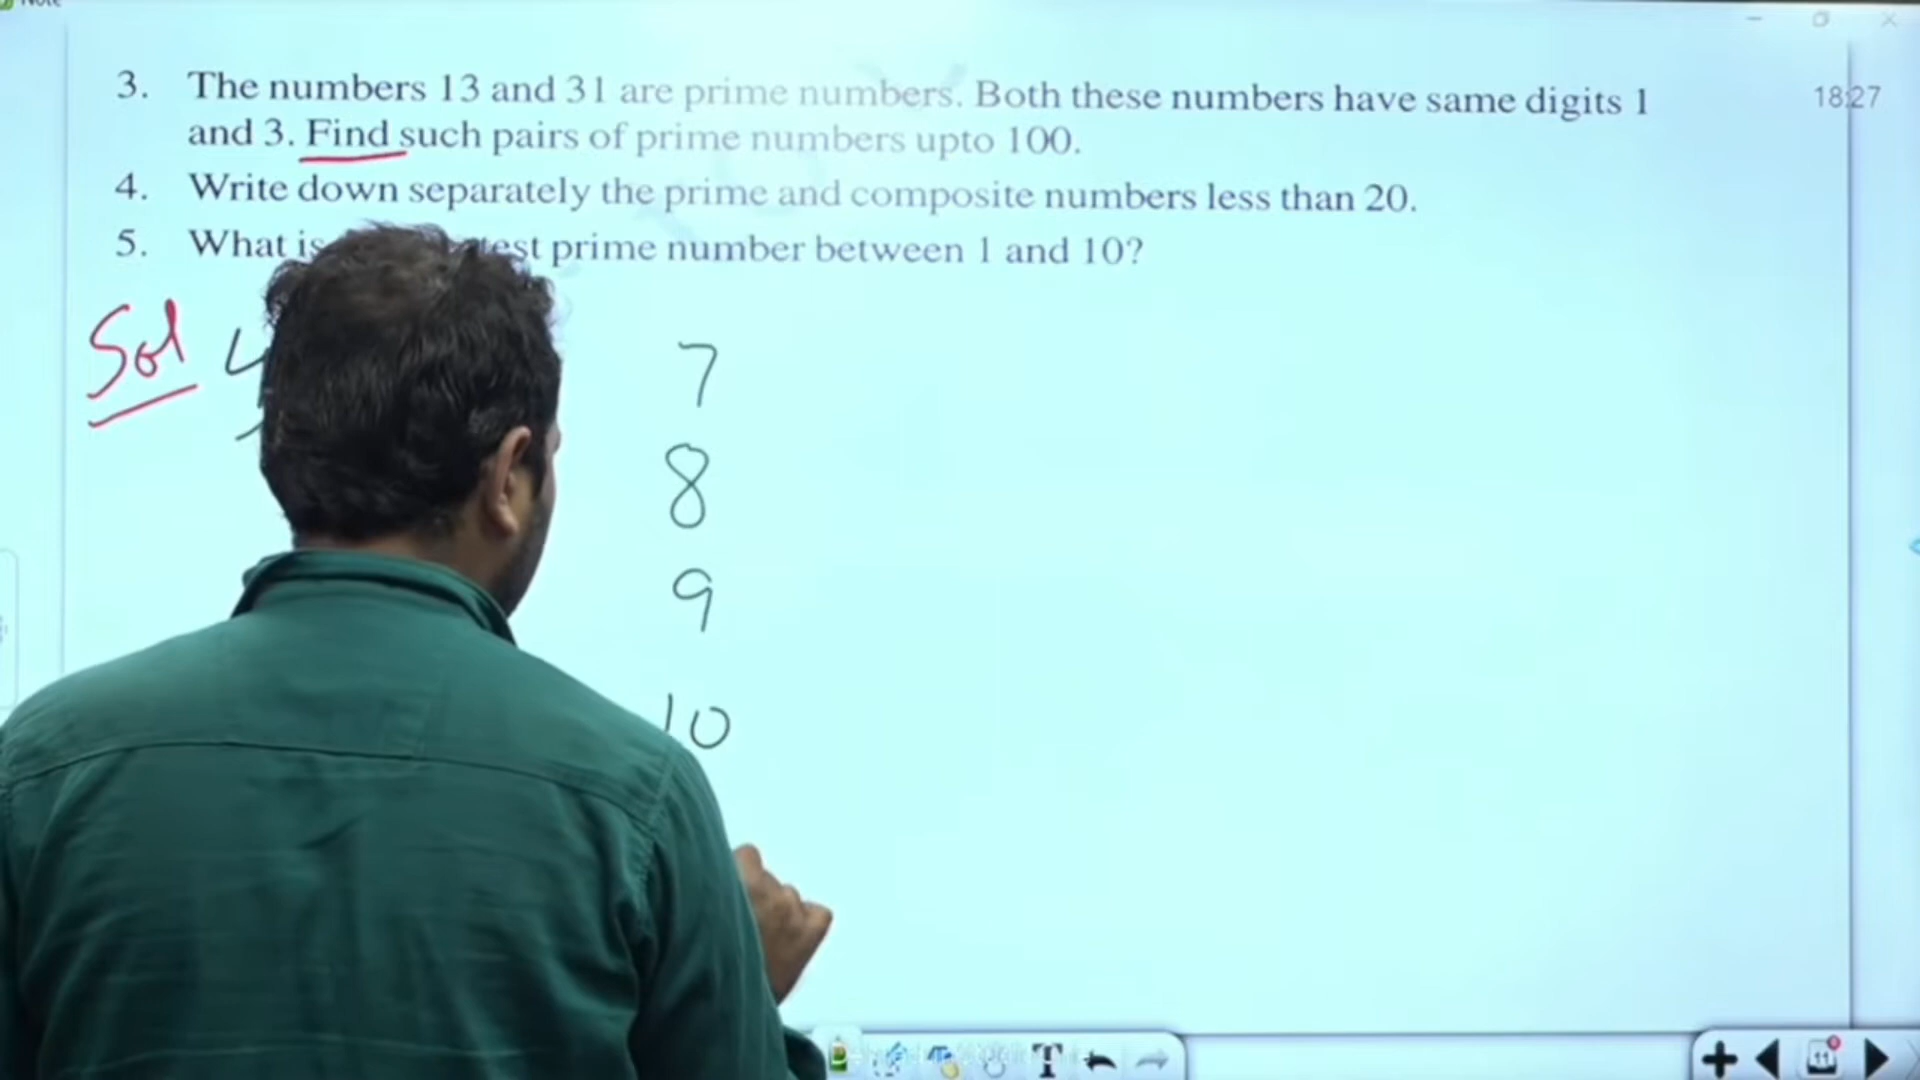 3. The numbers 13 and 31 are prime numbers. Both these numbers have same digits 1
and 3. Find such pairs of prime numbers upto 100.
18:27
4. Write down separately the prime and composite numbers less than 20.
5. What is prime number between 1 and 10?
Sol 4
7
8
9
10
T
11